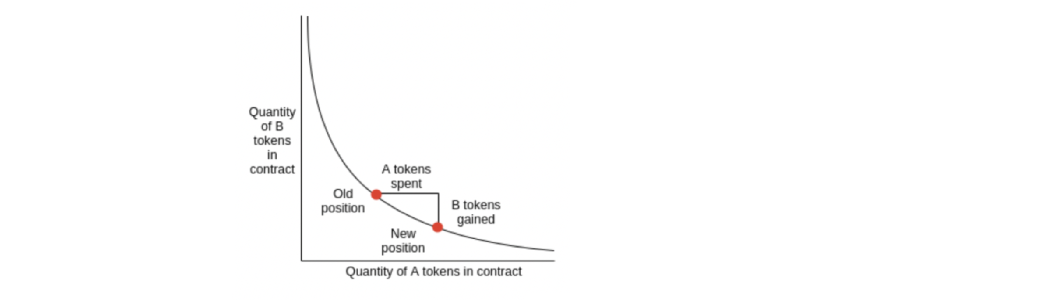 Quantity
of B
tokens
in
contract
A tokens
spent
Old
position
B tokens
gained
New
position
Quantity of A tokens in contract